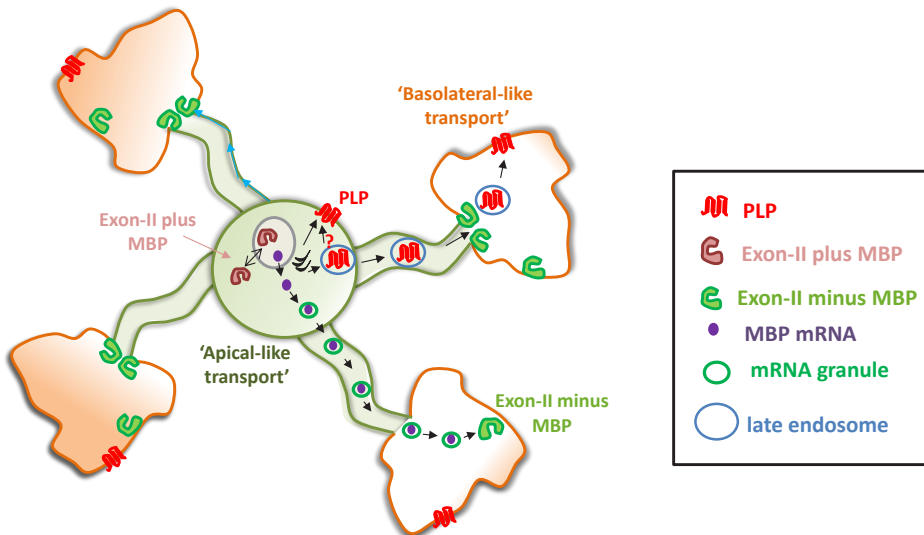 'Basolateral-like
transport'
PLP
Exon-II plus
MBP
?
'Apical-like
transport'
Exon-II minus
MBP
PLP
Exon-II plus MBP
Exon-II minus MBP
MBP mRNA
mRNA granule
late endosome